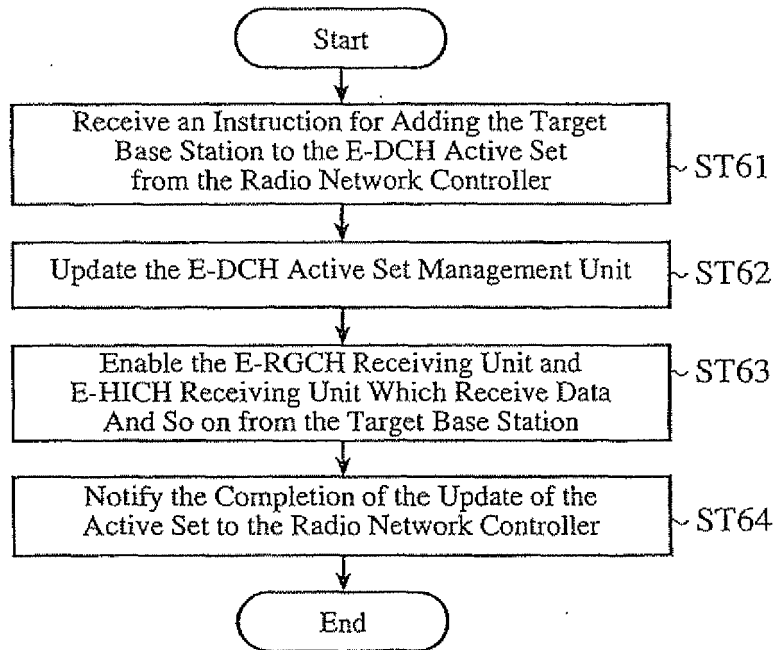 Start
Receive an Instruction for Adding the Target
Base Station to the E-DCH Active Set
from the Radio Network Controller
ST61
Update the E-DCH Active Set Management Unit
ST62
Enable the E-RGCH Receiving Unit and
E-HICH Receiving Unit Which Receive Data
And So on from the Target Base Station
ST63
Notify the Completion of the Update of the
Active Set to the Radio Network Controller
ST64
End